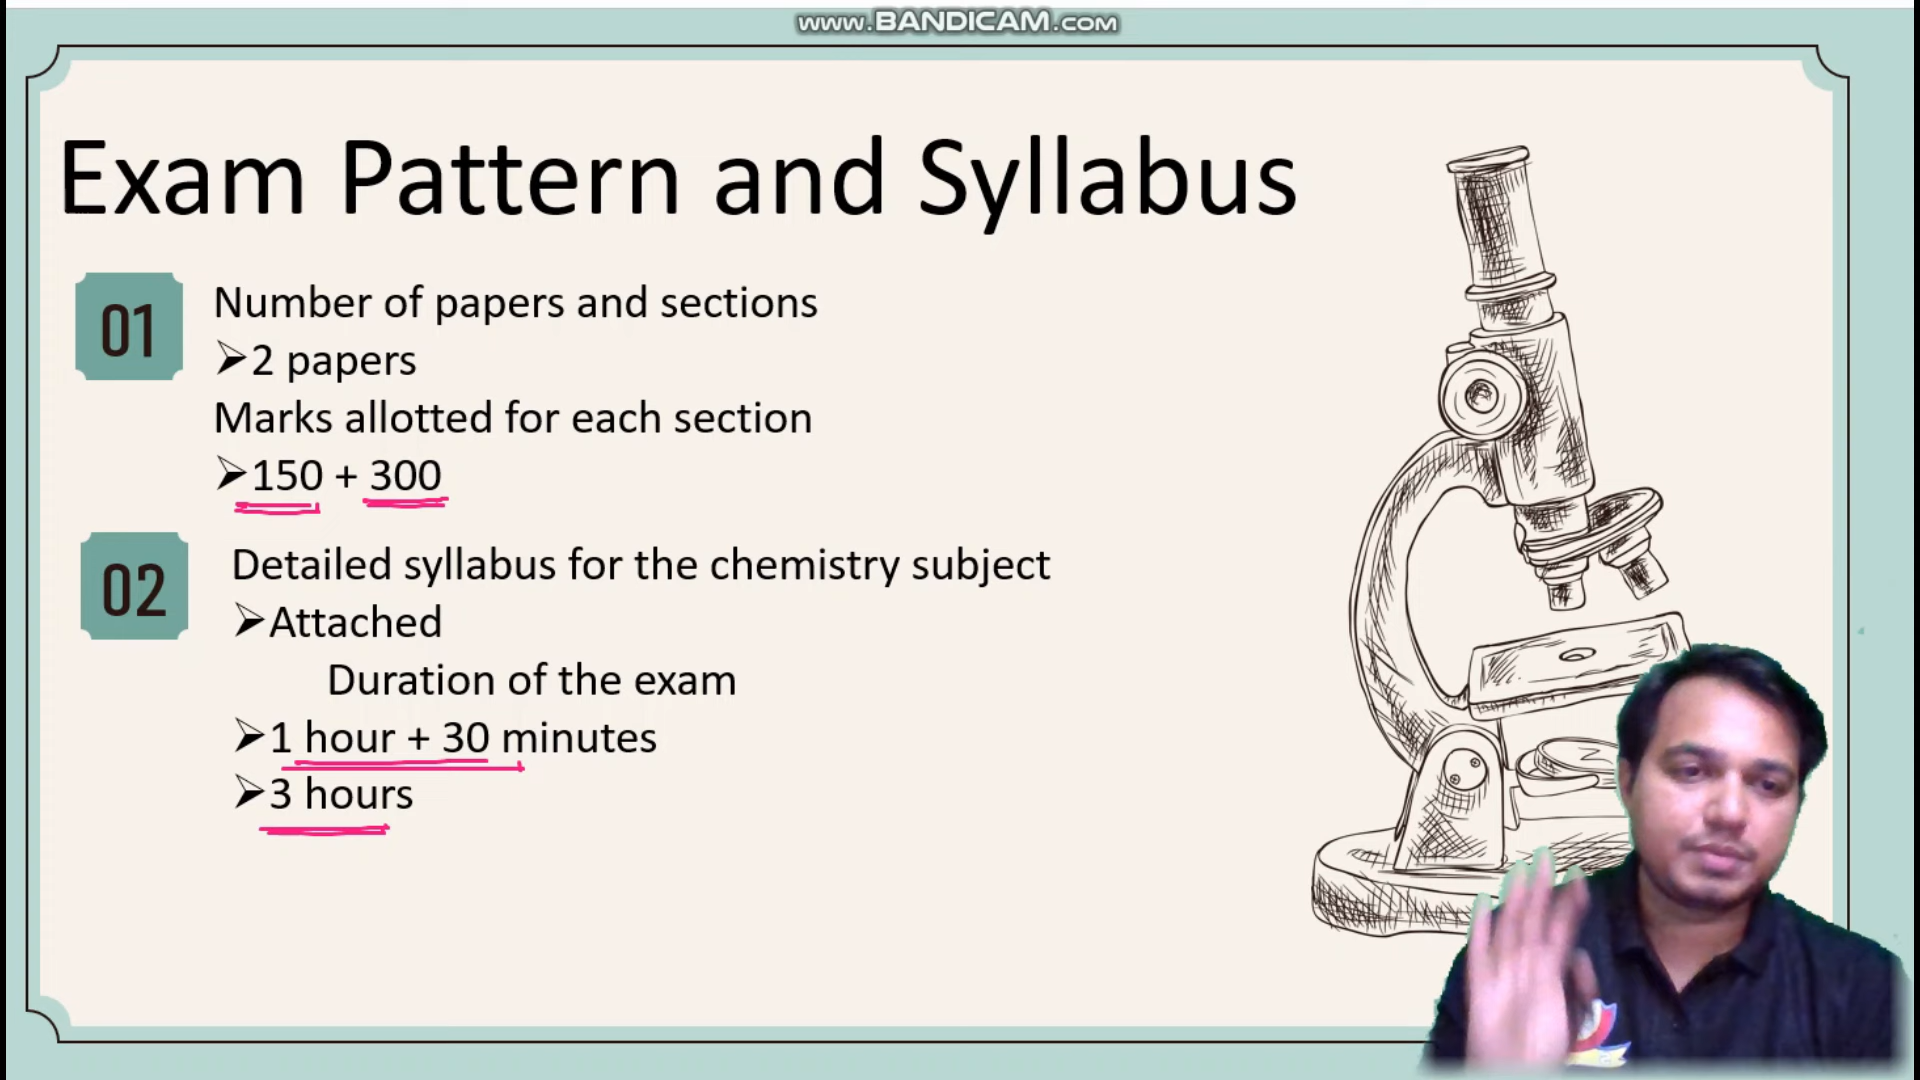 www.BANDICAM.com
Exam Pattern and Syllabus
01
Number of papers and sections
➢2 papers
Marks allotted for each section
➢150 + 300
02
Detailed syllabus for the chemistry subject
➢Attached
Duration of the exam
➢1 hour + 30 minutes
➢3 hours